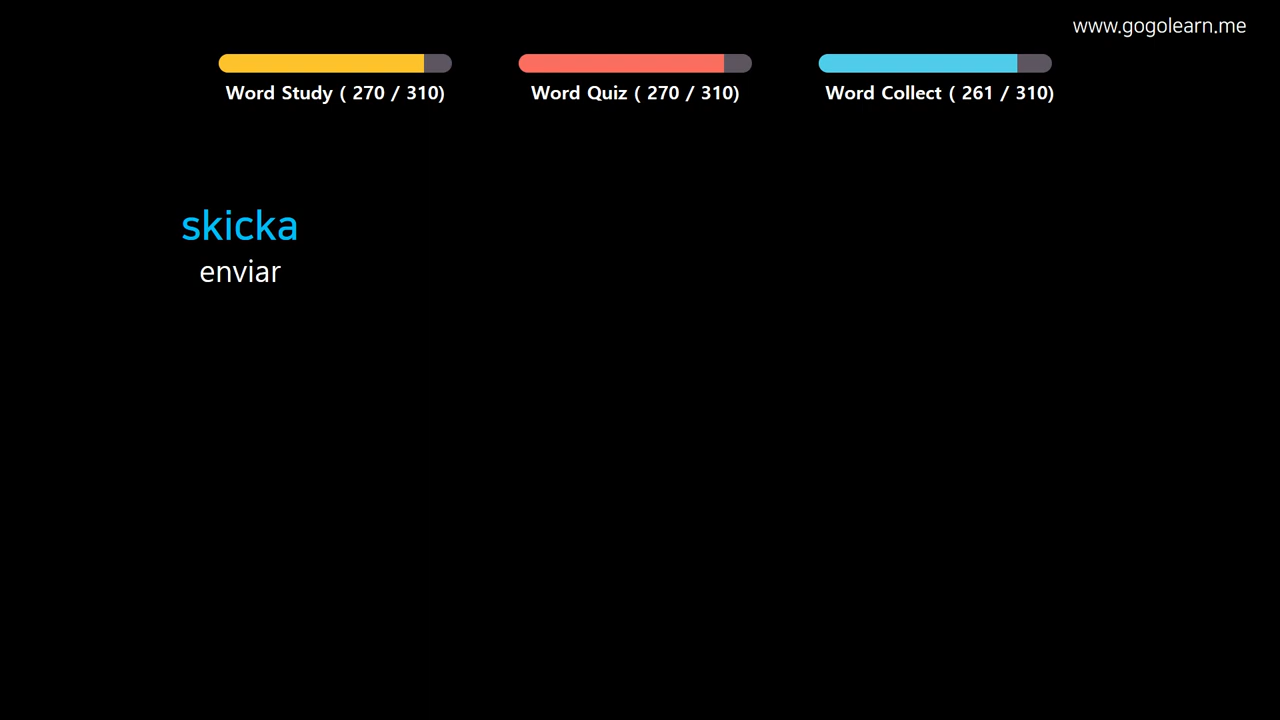 www.gogolearn.me
Word Study ( 270 / 310)
Word Quiz ( 270 / 310)
Word Collect ( 261 / 310)
skicka
enviar